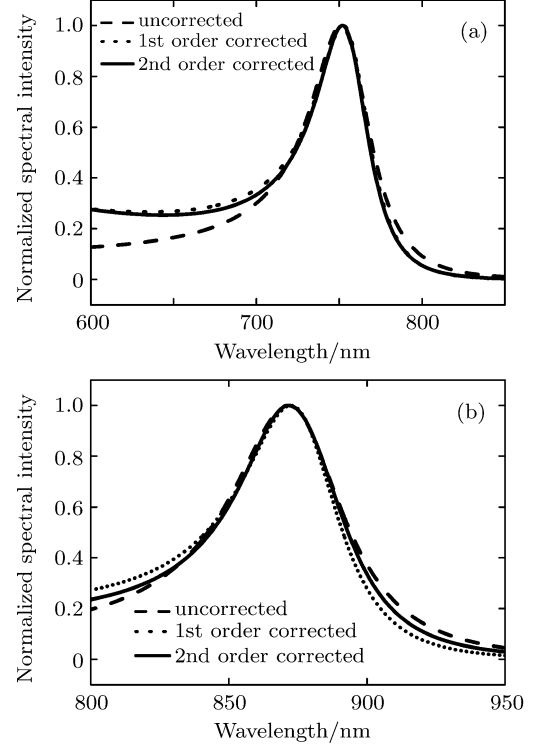 (a)
uncorrected
1st order corrected
2nd order corrected
Normalized spectral intensity
1.0
0.8
0.6
0.4
0.2
0
600
700
800
Wavelength/nm
(b)
uncorrected
1st order corrected
2nd order corrected
Normalized spectral intensity
1.0
0.8
0.6
0.4
0.2
0
800
850
900
950
Wavelength/nm